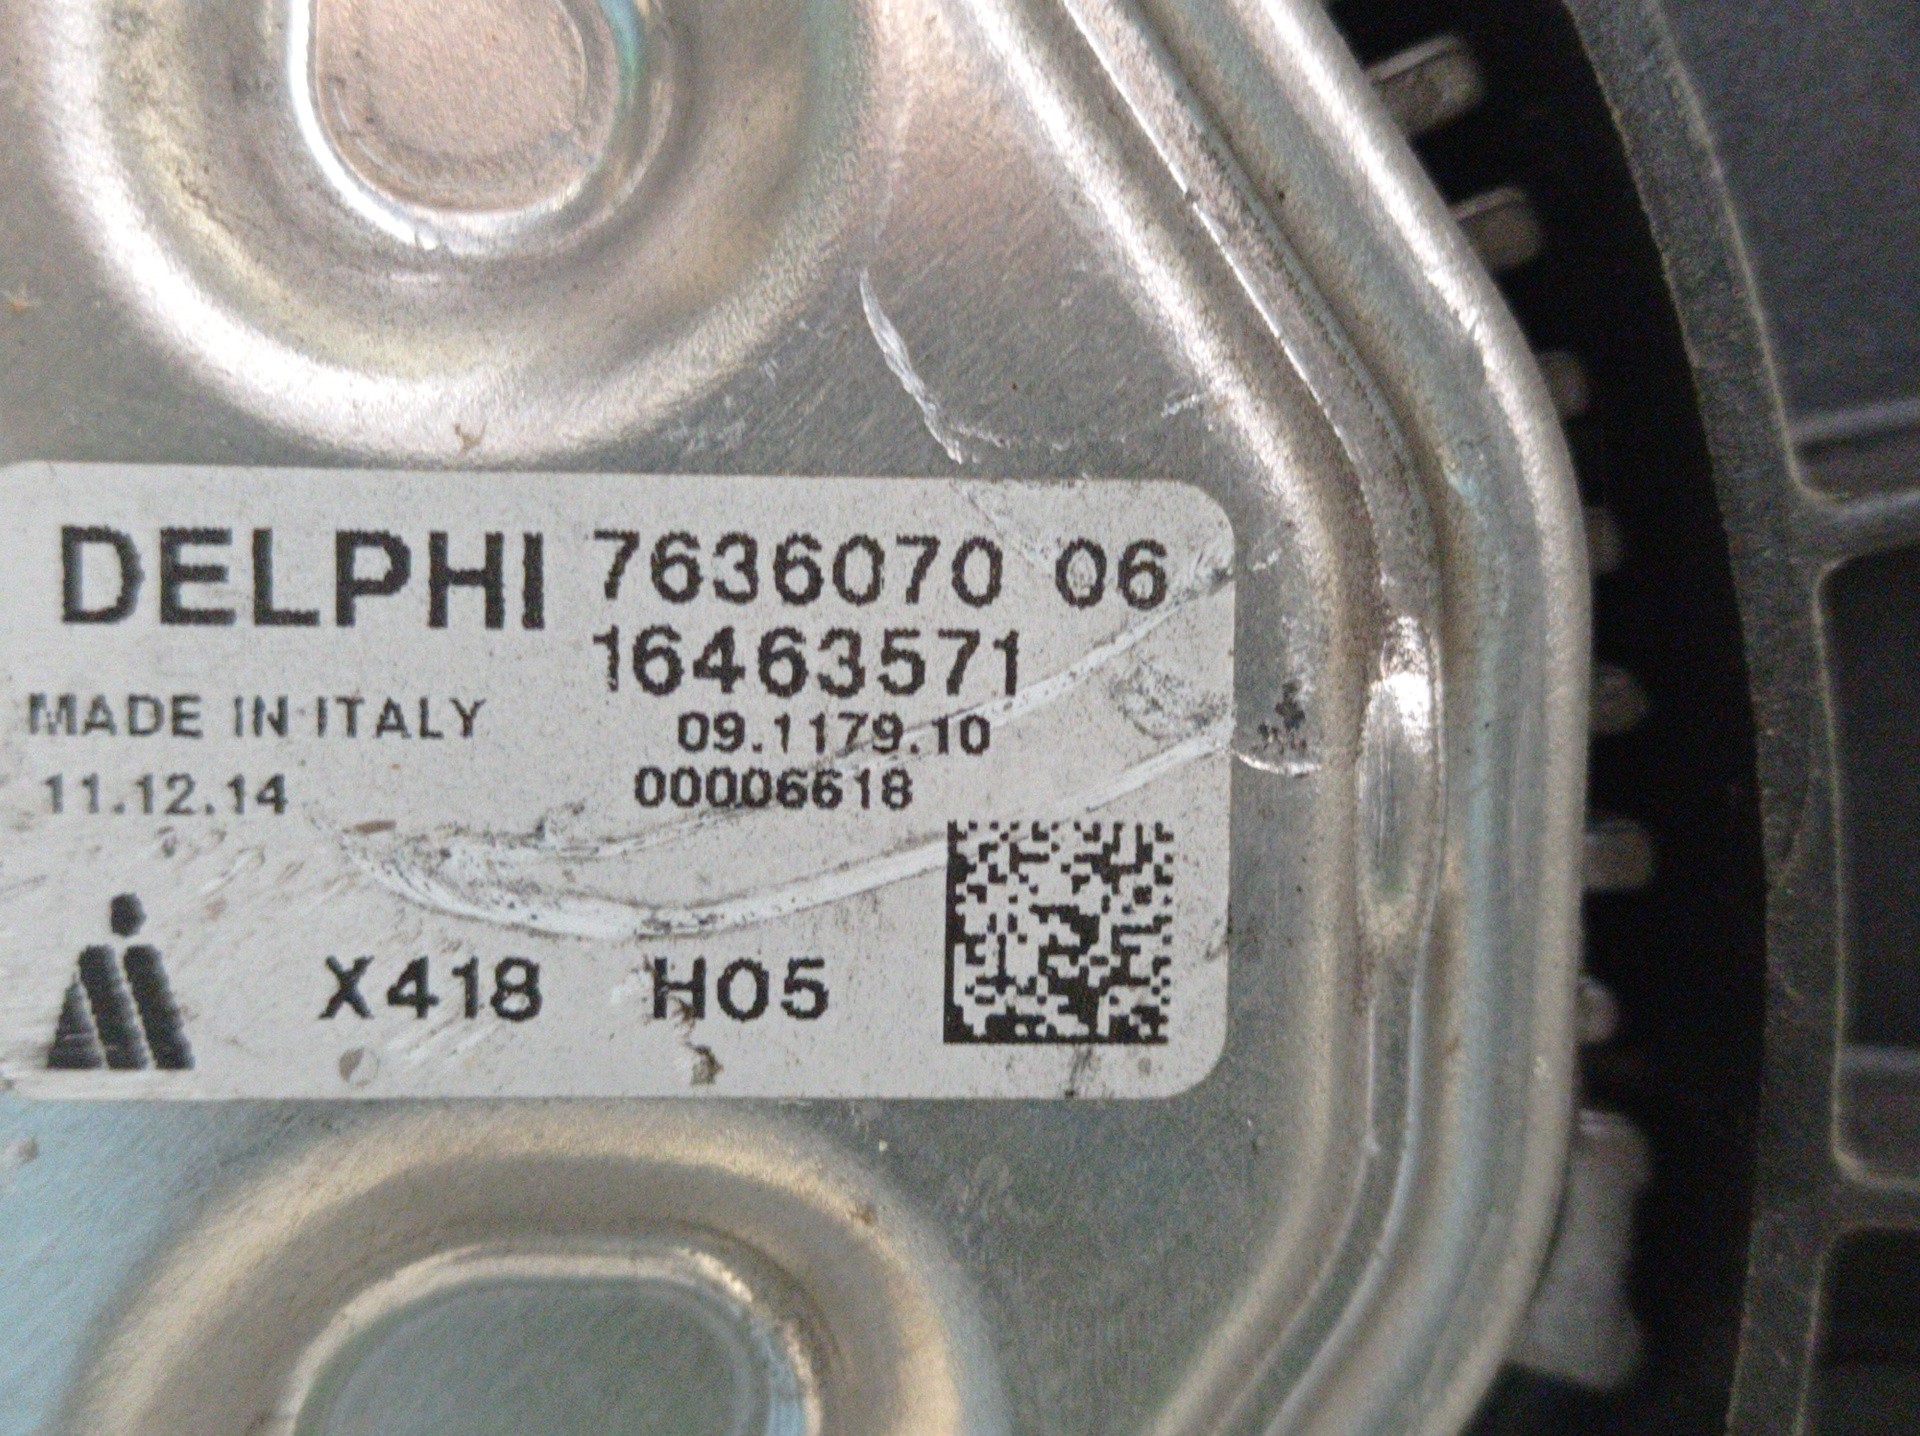 DELPHI 7636070 06
16463571
MADE IN ITALY 09.1179.10
11.12.14 00006618
X418 H05